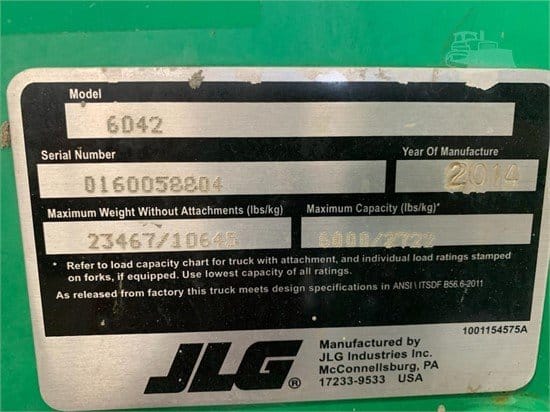 Model
6042
Serial Number
Year Of Manufacture
0160058804
2014
Maximum Weight Without Attachments (lbs/kg)
Maximum Capacity (lbs/kg)*
23467/10645
6000/2722
* Refer to load capacity chart for truck with attachment, and individual load ratings stamped
on forks, if equipped. Use lowest capacity of all ratings.
As released from factory this truck meets design specifications in ANSI \ ITSDF B56.6-2011
JLG®
Manufactured by
JLG Industries Inc.
McConnellsburg, PA
17233-9533 USA
1001154575A